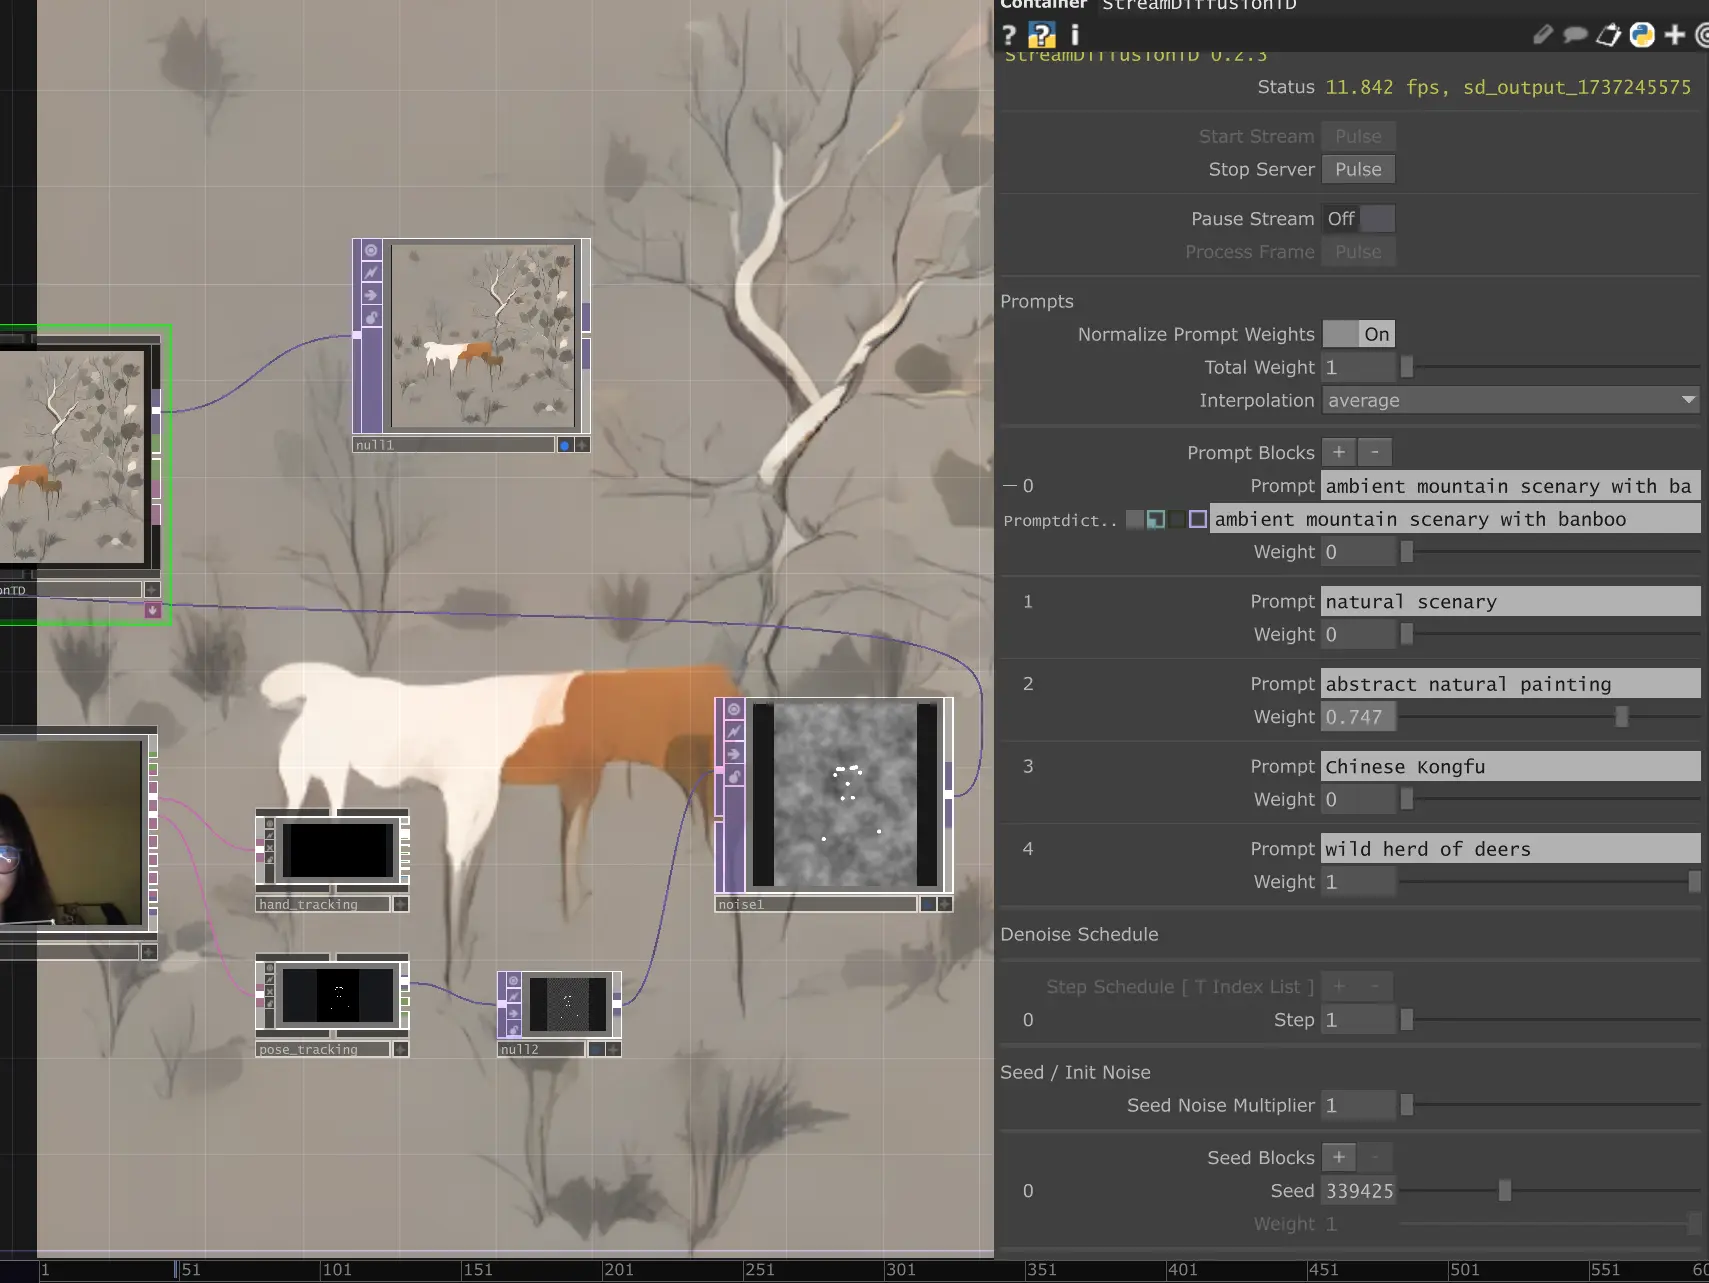 Container StreamDiffusionTD
? ? i
StreamDiffusionTD 0.2.3
Status 11.842 fps, sd_output_1737245575
Start Stream Pulse
Stop Server Pulse
Pause Stream Off
Process Frame Pulse
Prompts
Normalize Prompt Weights On
Total Weight 1
Interpolation average
Prompt Blocks + -
0 Prompt ambient mountain scenary with ba
Promptdict.. ambient mountain scenary with banboo
Weight 0
1 Prompt natural scenary
Weight 0
2 Prompt abstract natural painting
Weight 0.747
3 Prompt Chinese Kongfu
Weight 0
4 Prompt wild herd of deers
Weight 1
Denoise Schedule
Step Schedule [ T Index List ] + -
0 Step 1
Seed / Init Noise
Seed Noise Multiplier 1
Seed Blocks + -
0 Seed 339425
Weight 1
null1
onTD
hand_tracking
noise1
pose_tracking
null2
1 51 101 151 201 251 301 351 401 451 501 551 60